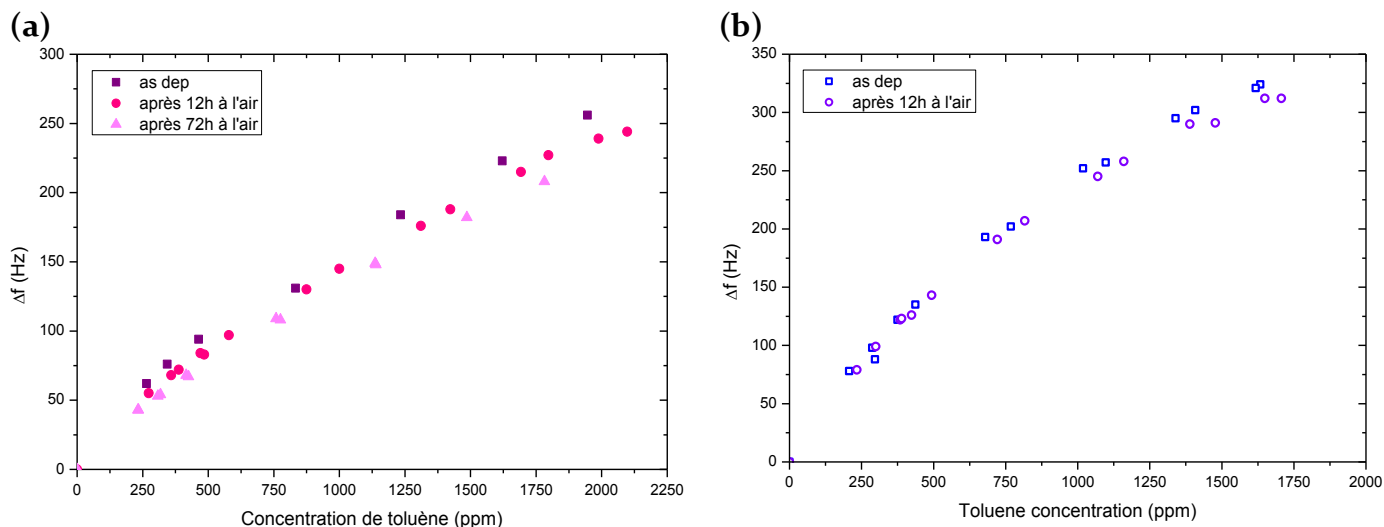 (a)
300
250
200
150
100
50
0
Δf (Hz)
as dep
après 12h à l'air
après 72h à l'air
0 250 500 750 1000 1250 1500 1750 2000 2250
Concentration de toluène (ppm)
(b)
350
300
250
200
150
100
50
0
Δf (Hz)
as dep
après 12h à l'air
0 250 500 750 1000 1250 1500 1750 2000
Toluene concentration (ppm)